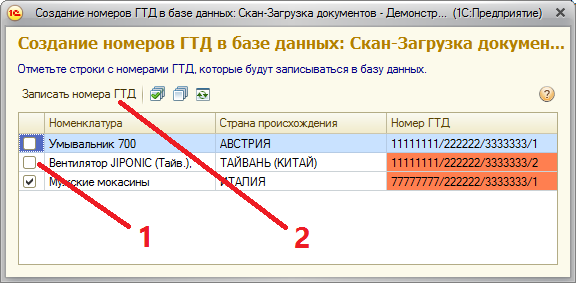 Создание номеров ГТД в базе данных: Скан-Загрузка документов - Демонстр... (1С:Предприятие)
Создание номеров ГТД в базе данных: Скан-Загрузка докумен...
Отметьте строки с номерами ГТД, которые будут записываться в базу данных.
Записать номера ГТД
Номенклатура Страна происхождения Номер ГТД
Умывальник 700 АВСТРИЯ 11111111/222222/3333333/1
Вентилятор JIPONIC (Тайв.), ТАЙВАНЬ (КИТАЙ) 11111111/222222/3333333/2
Мужские мокасины ИТАЛИЯ 77777777/222222/3333333/1
1 2